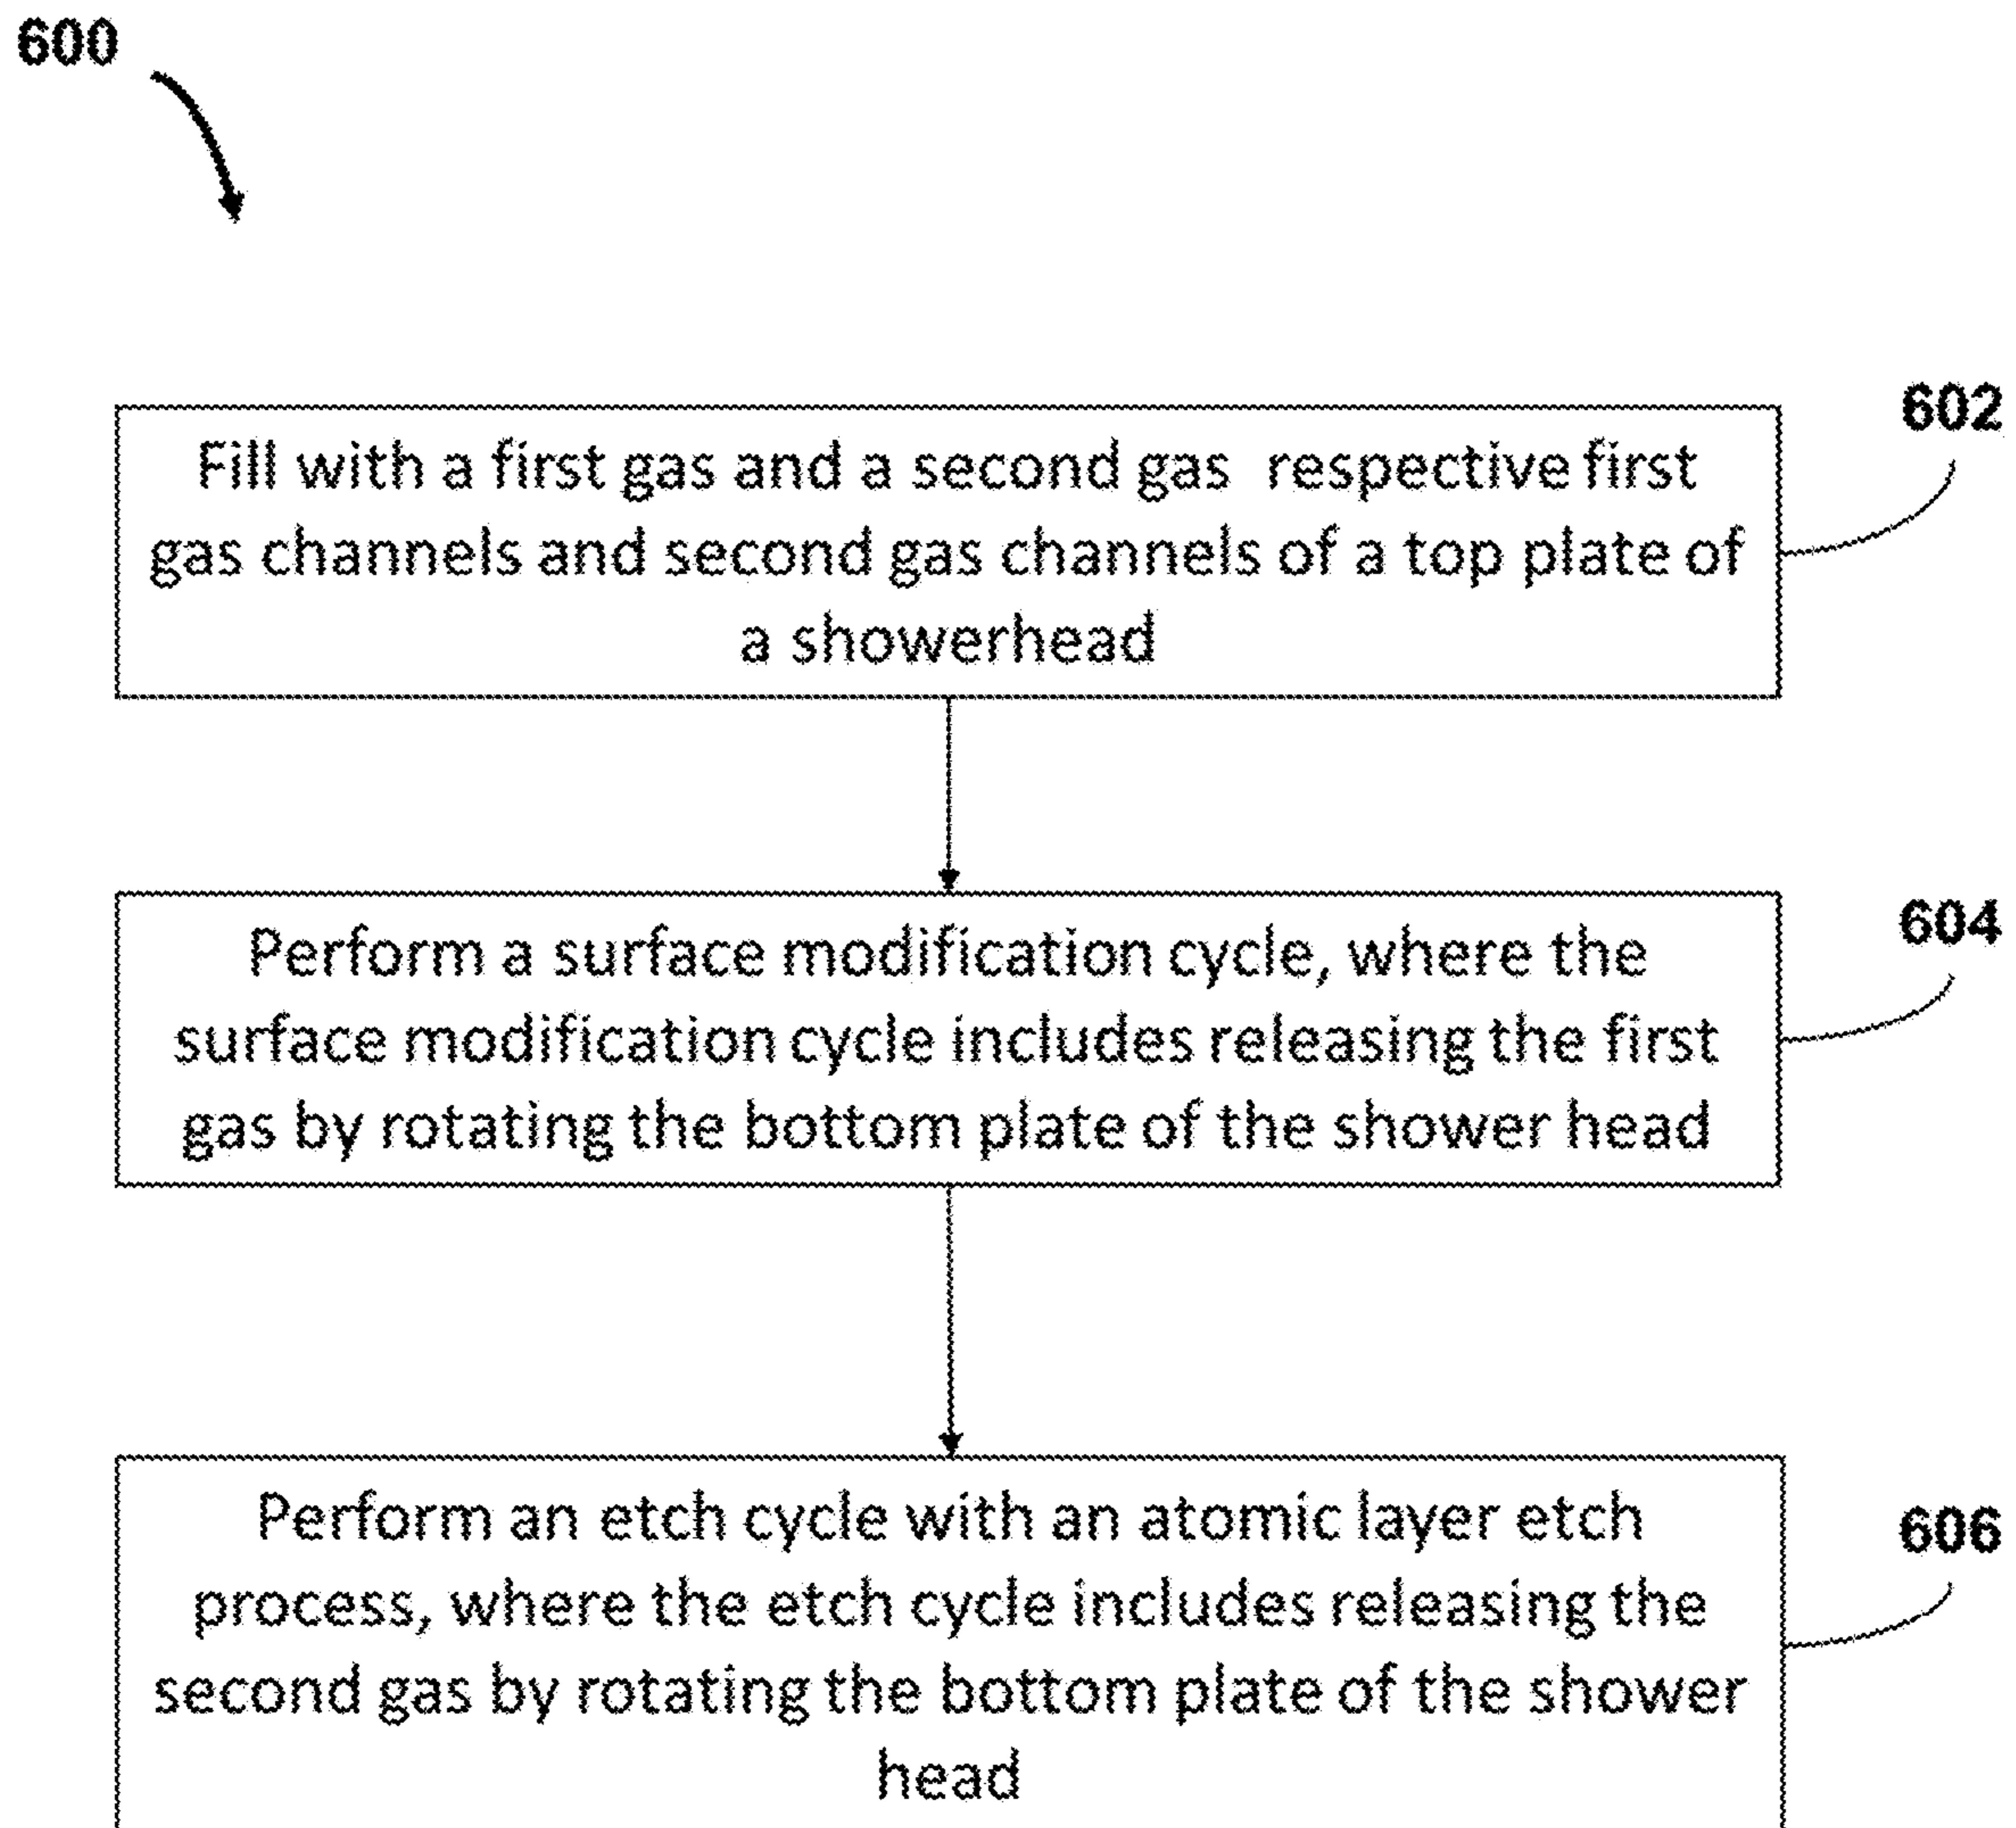 600
602
Fill with a first gas and a second gas respective first
gas channels and second gas channels of a top plate of
a showerhead
604
Perform a surface modification cycle, where the
surface modification cycle includes releasing the first
gas by rotating the bottom plate of the shower head
606
Perform an etch cycle with an atomic layer etch
process, where the etch cycle includes releasing the
second gas by rotating the bottom plate of the shower
head